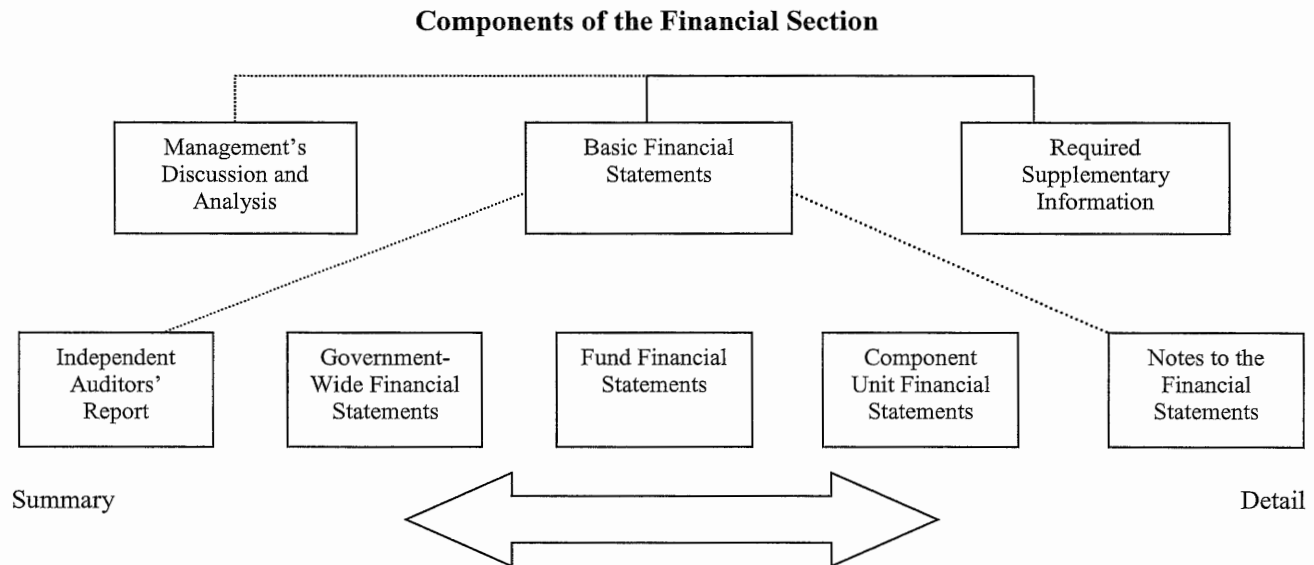 Components of the Financial Section
Management's
Discussion and
Analysis
Basic Financial
Statements
Required
Supplementary
Information
Independent
Auditors'
Report
Government-
Wide Financial
Statements
Fund Financial
Statements
Component
Unit Financial
Statements
Notes to the
Financial
Statements
Summary
Detail